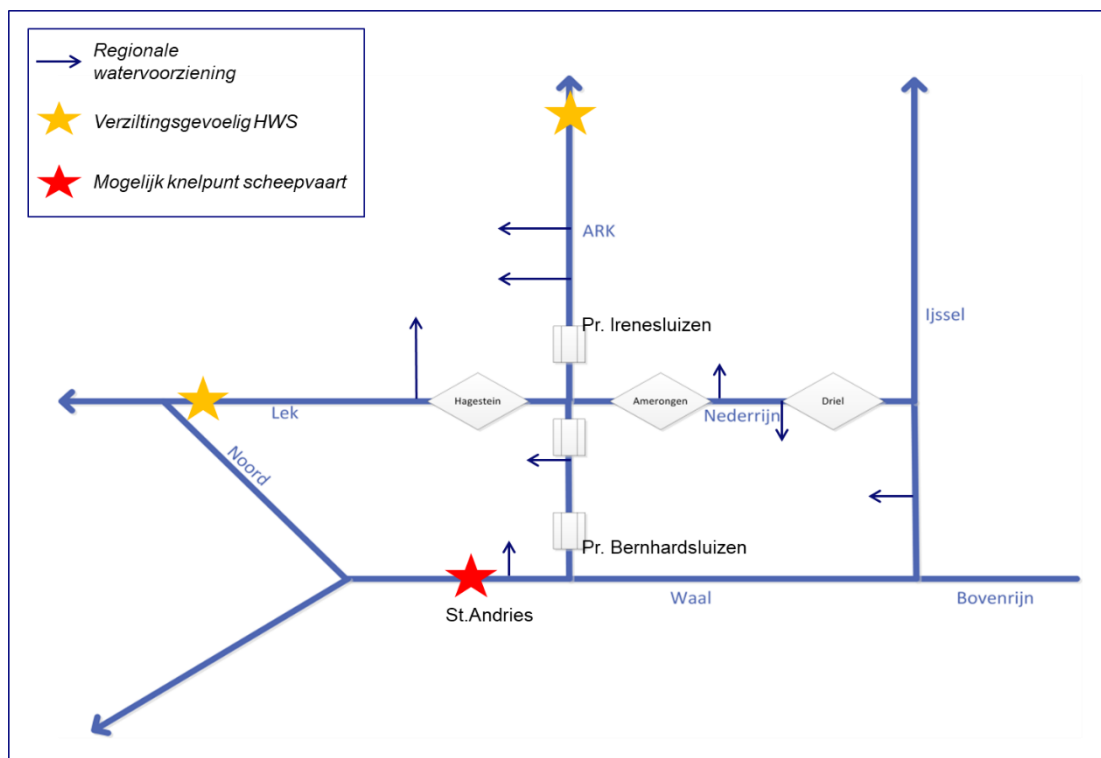 Regionale
watervoorziening
Verziltingsgevoelig HWS
Mogelijk knelpunt scheepvaart
ARK
Pr. Irenesluizen
Ijssel
Hagestein
Amerongen
Driel
Lek
Nederrijn
Noord
Pr. Bernhardsluizen
Waal
Bovenrijn
St.Andries